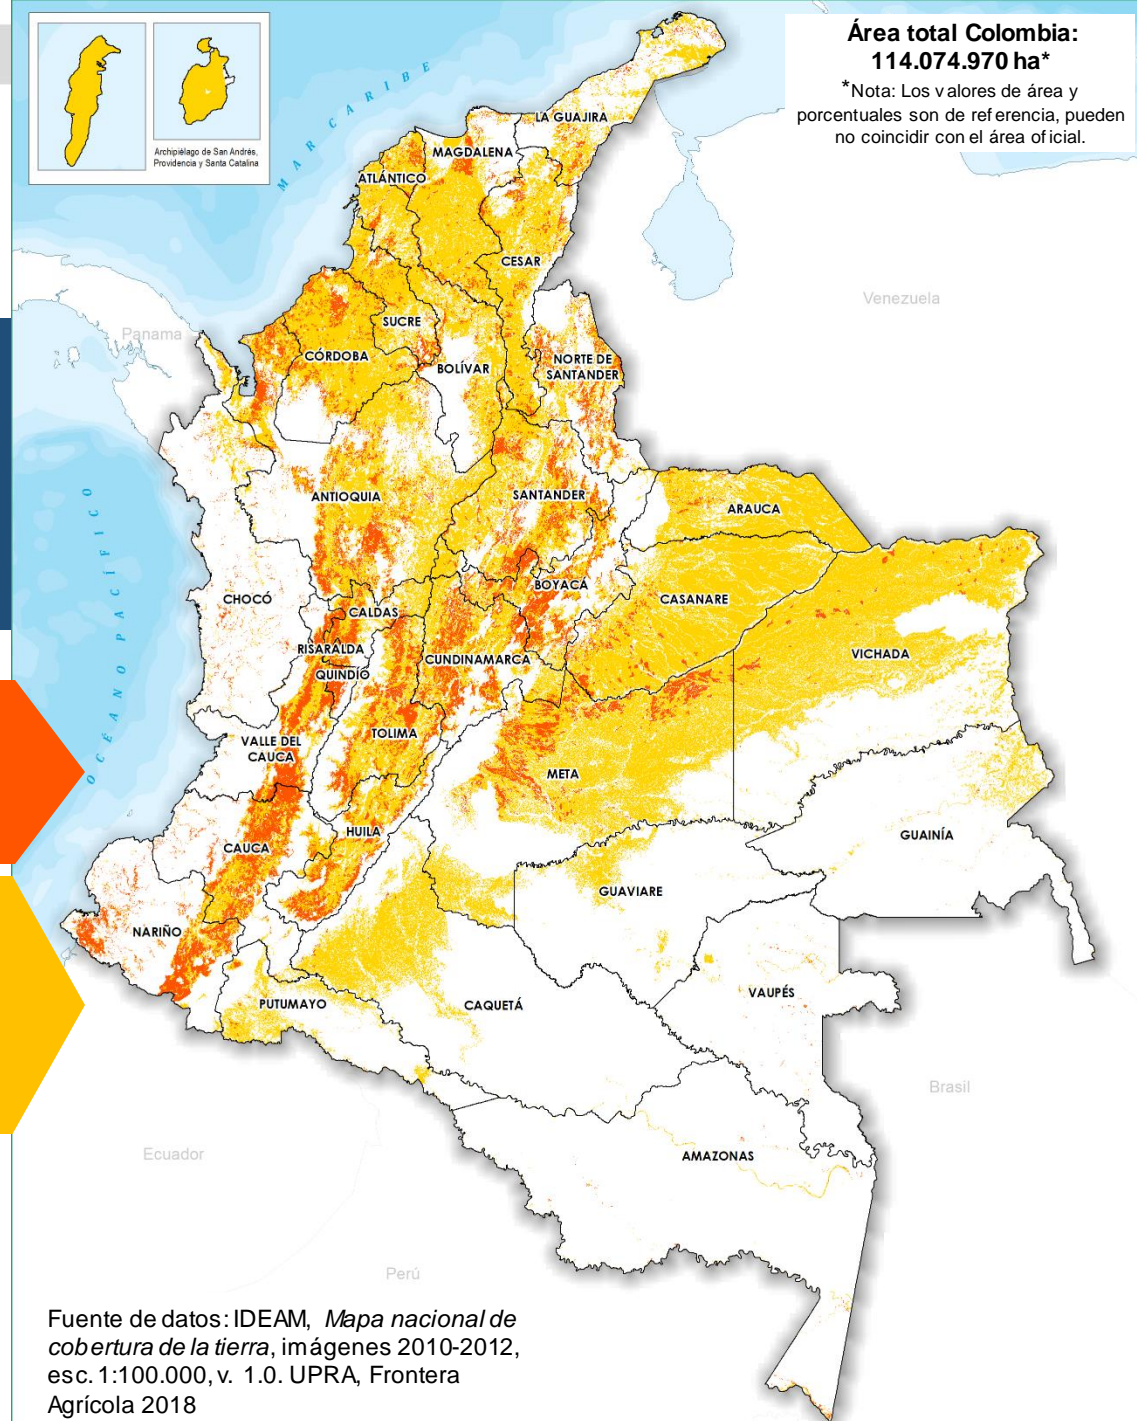 Área total Colombia:
114.074.970 ha*
*Nota: Los valores de área y
porcentuales son de referencia, pueden
no coincidir con el área oficial.
Archipiélago de San Andrés,
Providencia y Santa Catalina
MAR CARIBE
LA GUAJIRA
MAGDALENA
ATLÁNTICO
CESAR
Venezuela
SUCRE
Panama
CÓRDOBA
BOLÍVAR
NORTE DE
SANTANDER
ANTIOQUIA
SANTANDER
ARAUCA
OCÉANO PACÍFICO
BOYACÁ
CHOCÓ
CALDAS
CASANARE
RISARALDA
CUNDINAMARCA
VICHADA
QUINDÍO
TOLIMA
VALLE DEL
CAUCA
META
HUILA
GUAINÍA
CAUCA
GUAVIARE
NARIÑO
VAUPÉS
PUTUMAYO
CAQUETÁ
Brasil
Ecuador
AMAZONAS
Perú
Fuente de datos: IDEAM, Mapa nacional de
cobertura de la tierra, imágenes 2010-2012,
esc. 1:100.000, v. 1.0. UPRA, Frontera
Agrícola 2018